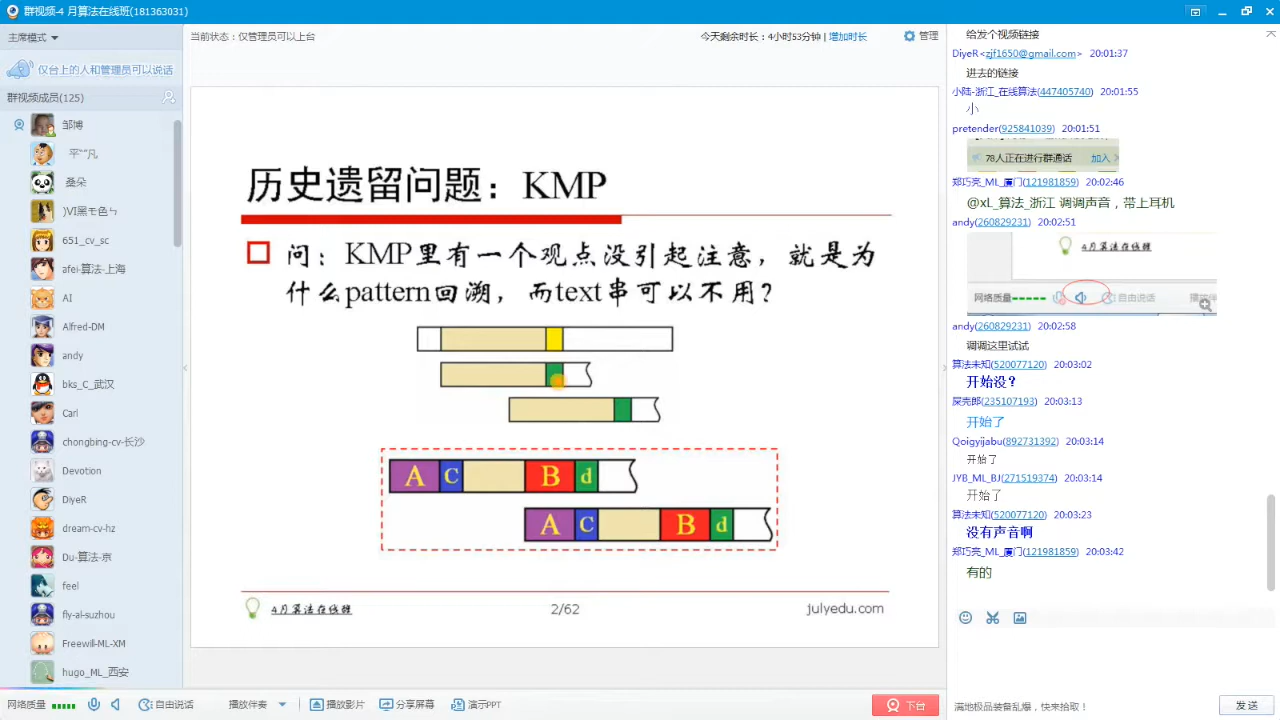 群视频-4 月算法在线班(181363031)
主席模式
仅台上的人和管理员可以说话
群视频成员(125)
邹博
平~~凡
圣朵
651_cv_sc
afei-算法-上海
AI
Alfred-DM
andy
bks_C_武汉
Carl
chongbing-cv-长沙
Devotion
DiyeR
dream-cv-hz
Du-算法-京
feel
fly-al-suzhou
Freewill-ML-XM
hugo_ML_西安
当前状态：仅管理员可以上台
今天剩余时长：4小时53分钟 | 增加时长
管理
历史遗留问题：KMP
问：KMP里有一个观点没引起注意，就是为
什么pattern回溯，而text串可以不用？
A C B d
A C B d
4月算法在线班
2/62
julyedu.com
给发个视频链接
DiyeR<zjf1650@gmail.com> 20:01:37
进去的链接
小陆-浙江_在线算法(447405740) 20:01:55
小
pretender(925841039) 20:01:51
78人正在进行群通话 加入
郑巧亮_ML_厦门(121981859) 20:02:46
@xL_算法_浙江 调调声音，带上耳机
andy(260829231) 20:02:51
4月算法在线班
网络质量 自由说话
andy(260829231) 20:02:58
调调这里试试
算法未知(520077120) 20:03:02
开始没？
屎壳郎(235107193) 20:03:13
开始了
Qoigyijabu(892731392) 20:03:14
开始了
JYB_ML_BJ(271519374) 20:03:14
开始了
算法未知(520077120) 20:03:23
没有声音啊
郑巧亮_ML_厦门(121981859) 20:03:42
有的
网络质量 自由说话 播放伴奏 播放影片 分享屏幕 演示PPT 下台
满地极品装备乱爆，快来拾取！ 发送